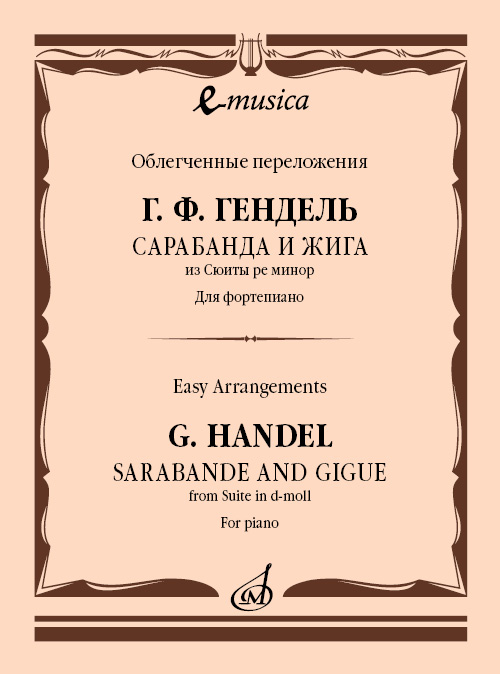 e-musica
Облегченные переложения
Г. Ф. ГЕНДЕЛЬ
САРАБАНДА И ЖИГА
из Сюиты ре минор
Для фортепиано
Easy Arrangements
G. HANDEL
SARABANDE AND GIGUE
from Suite in d-moll
For piano